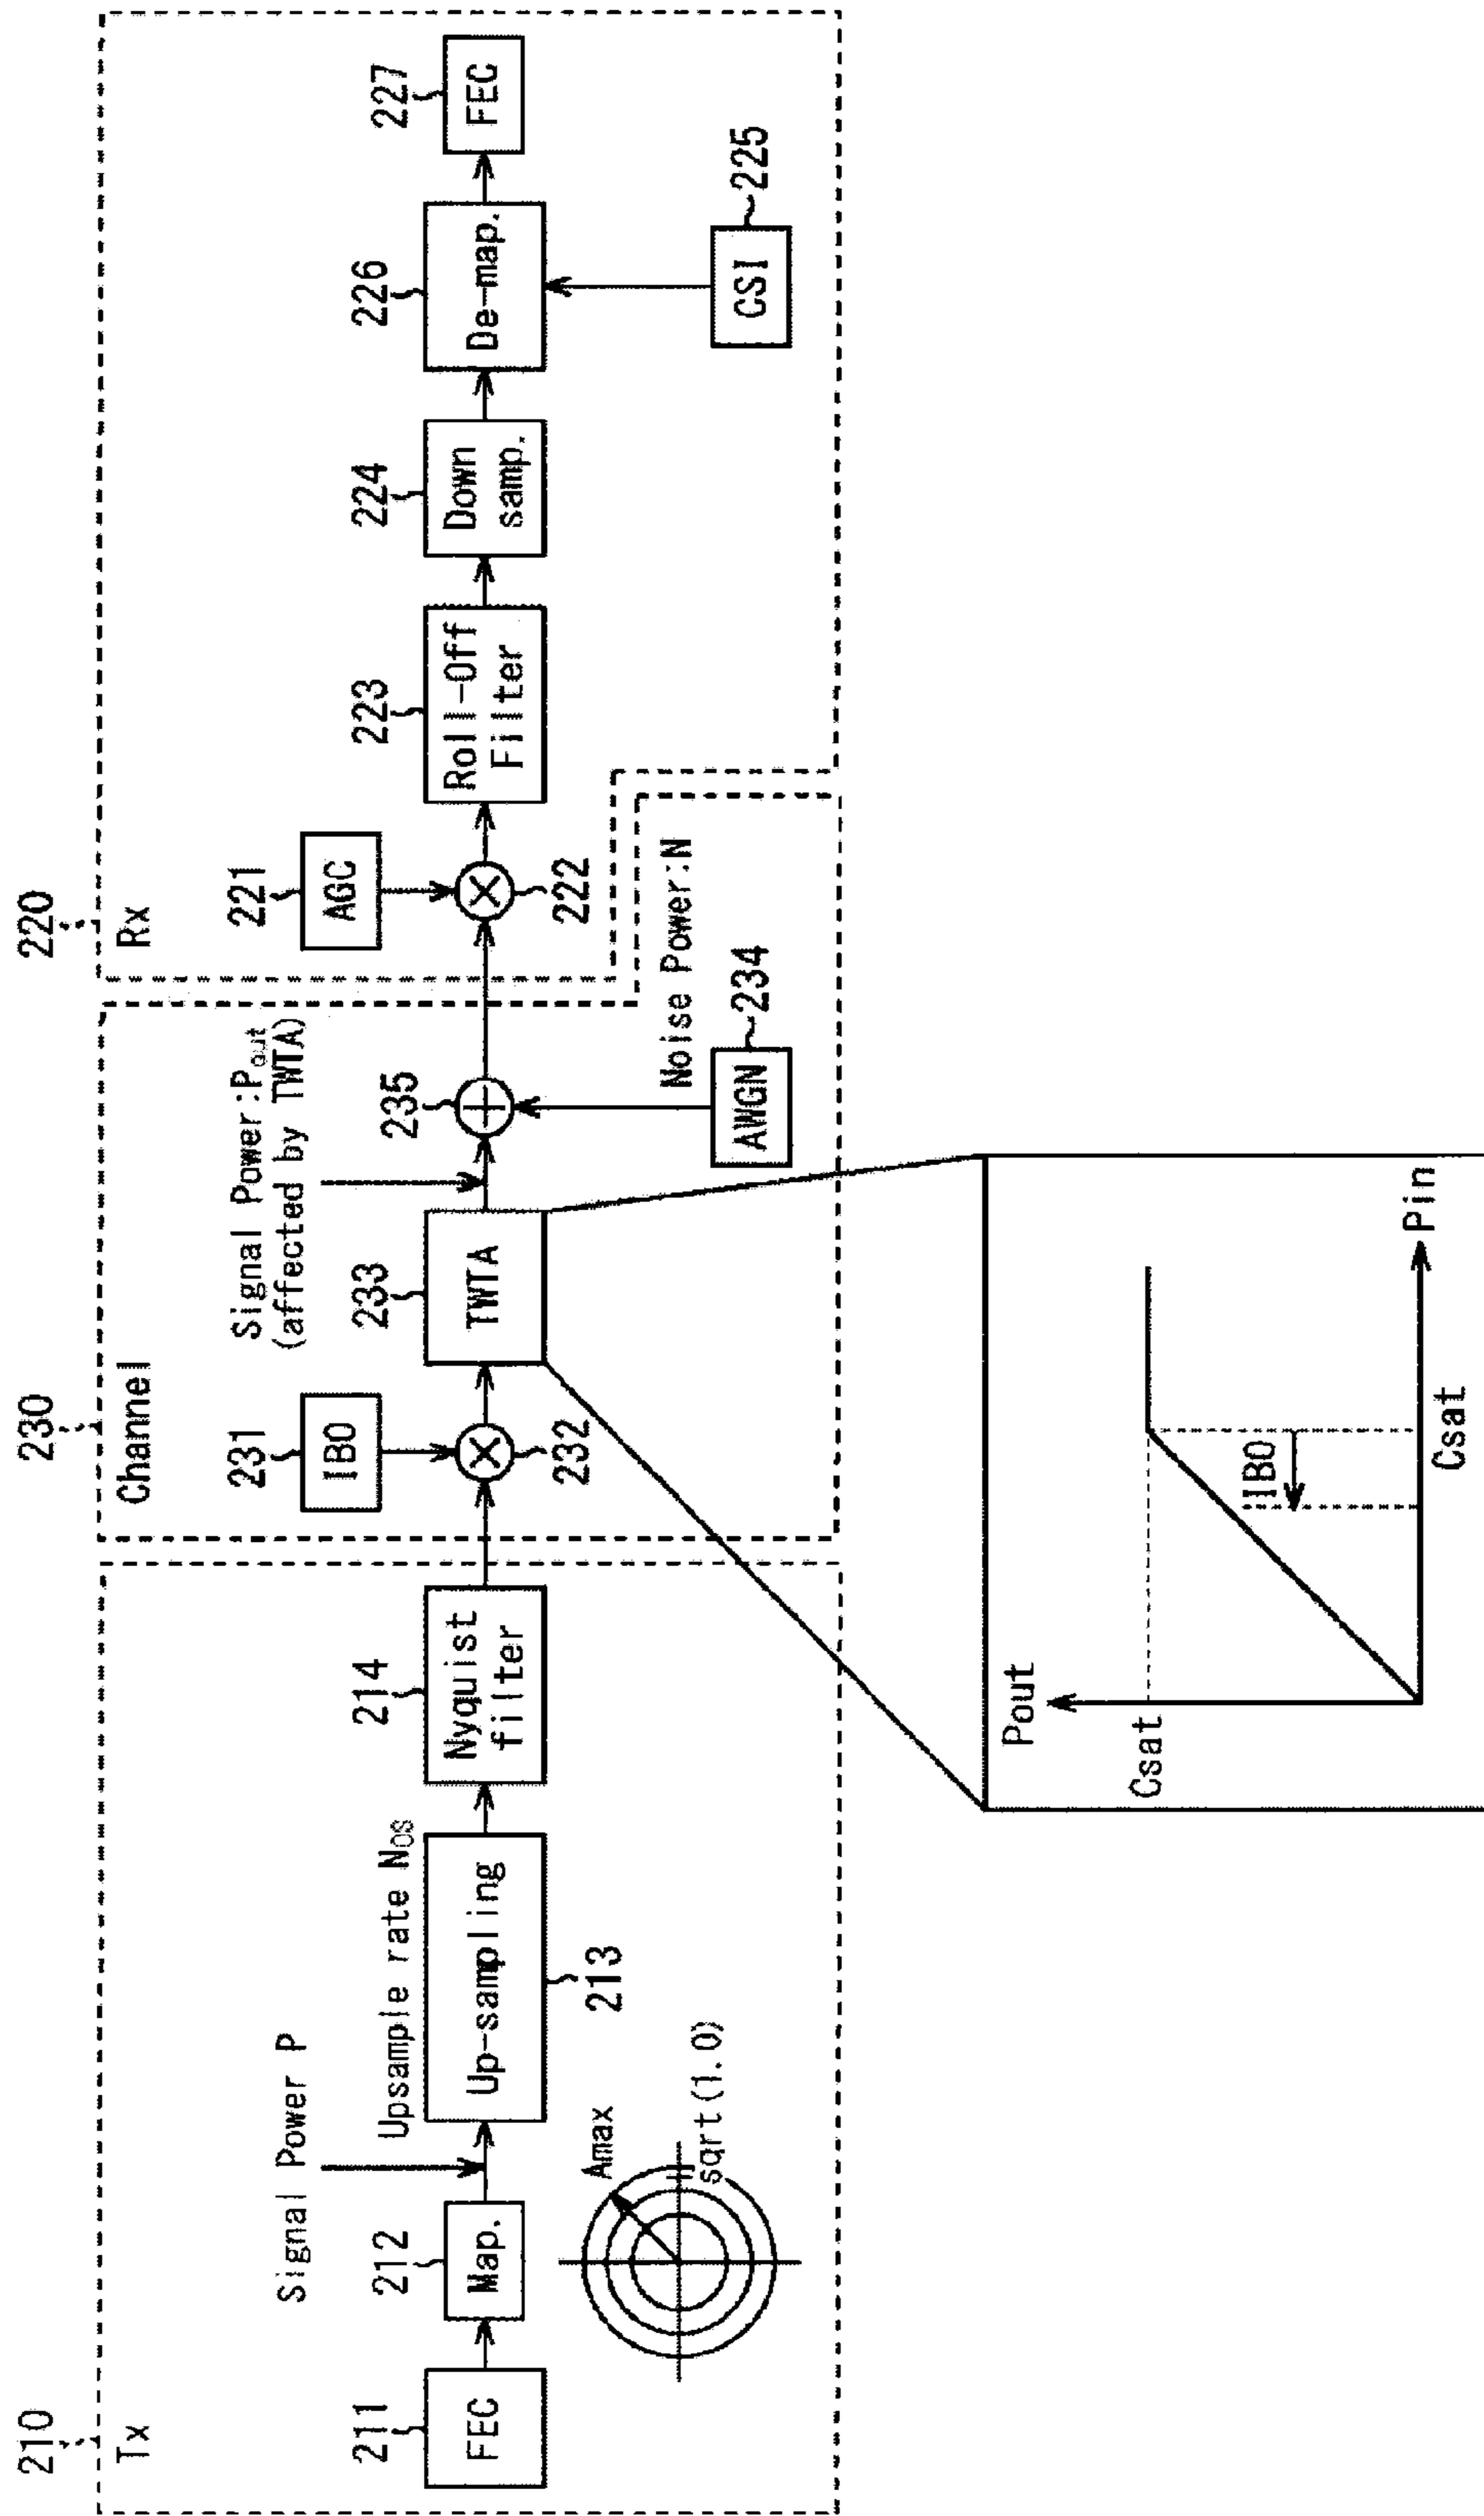 210
Tx
211
FEC
212
Map.
Signal Power P
Amax
sqrt(1.0)
Upsample rate NOS
Up-sampling
213
214
Nyquist
filter
230
Channel
231
IBO
232
233
TWTA
Signal Power:Pout
(affected by TWTA)
235
Noise Power:N
AWGN
234
220
Rx
221
AGC
222
223
Roll-Off
Filter
224
Down
samp.
226
De-map.
CSI
225
227
FEC
Pout
Csat
IBO
Csat
Pin